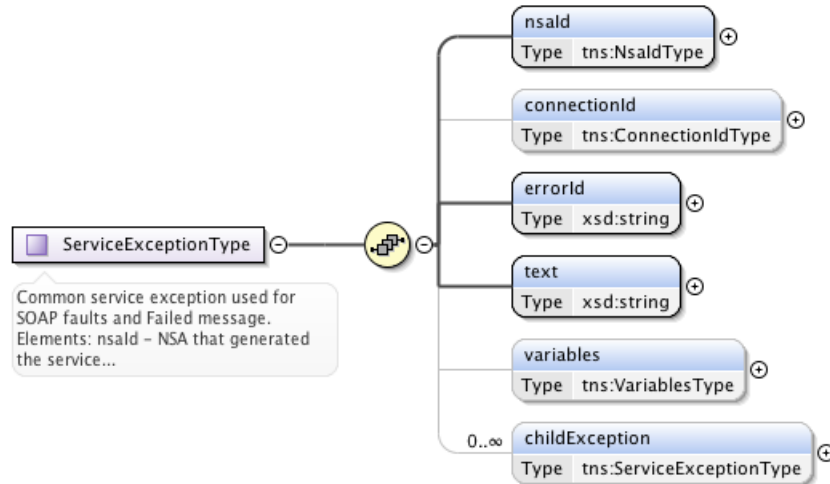 nsaId
Type tns:NsaIdType
connectionId
Type tns:ConnectionIdType
errorId
Type xsd:string
ServiceExceptionType
text
Type xsd:string
Common service exception used for
SOAP faults and Failed message.
Elements: nsaId – NSA that generated
the service...
variables
Type tns:VariablesType
0..∞
childException
Type tns:ServiceExceptionType